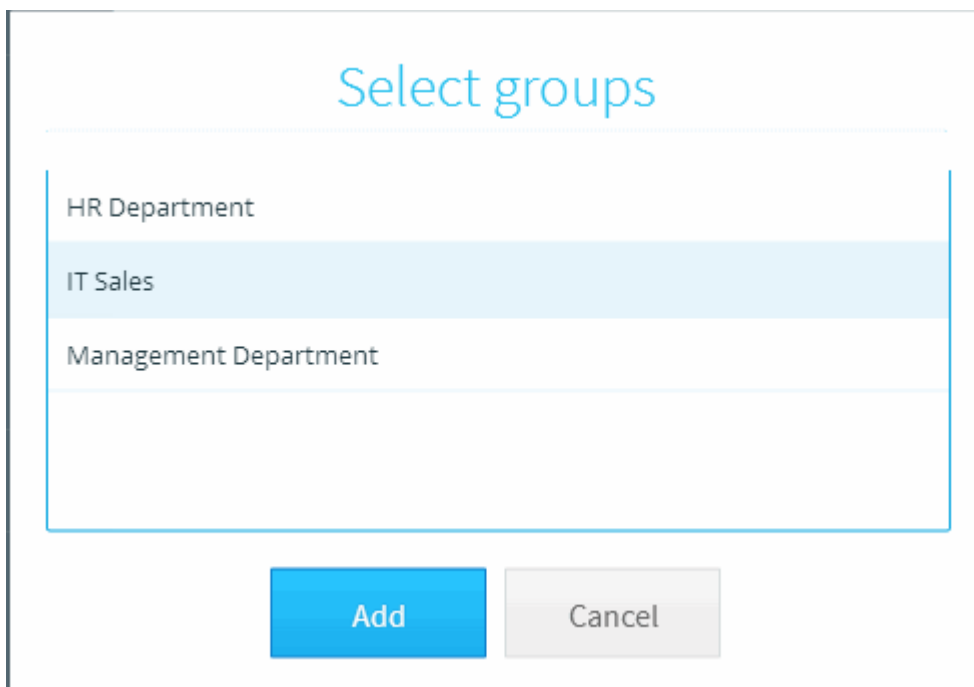 Select groups
HR Department
IT Sales
Management Department
Add
Cancel